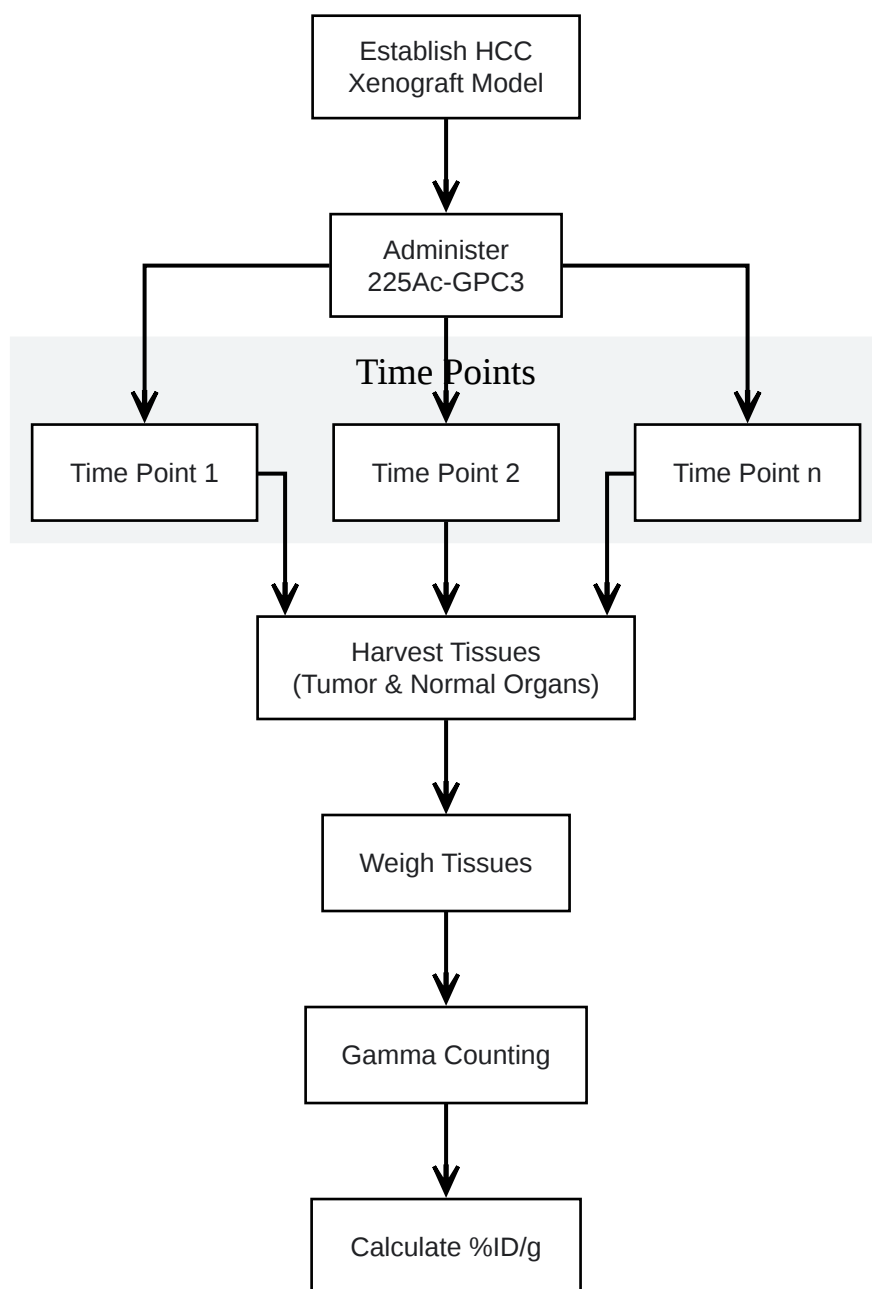 Establish HCC
Xenograft Model
Administer
225Ac-GPC3
Time Points
Time Point 1
Time Point 2
Time Point n
Harvest Tissues
(Tumor & Normal Organs)
Weigh Tissues
Gamma Counting
Calculate %ID/g